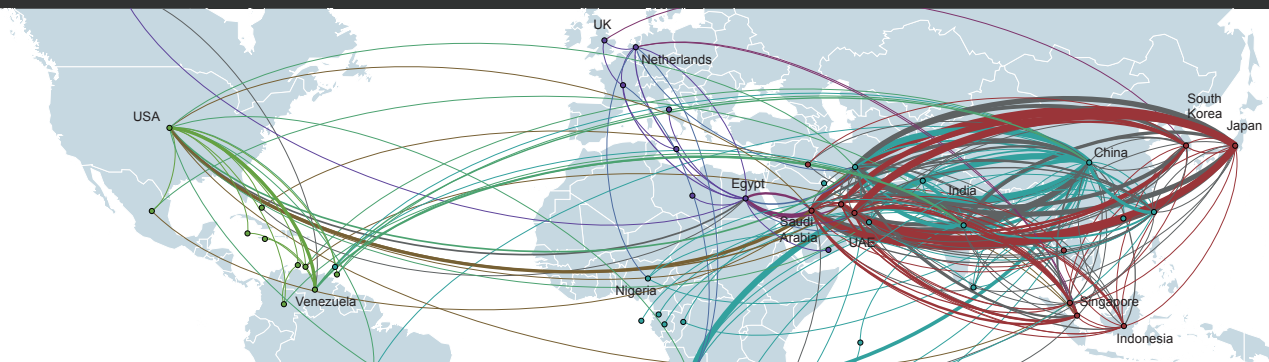 UK
Netherlands
USA
South
Korea
Japan
China
Egypt
India
Saudi
Arabia
UAE
Nigeria
Venezuela
Singapore
Indonesia